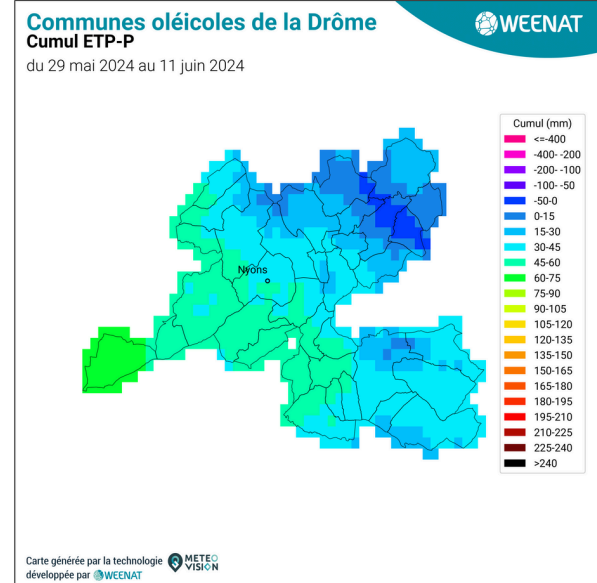 Communes oléicoles de la Drôme
Cumul ETP-P
du 29 mai 2024 au 11 juin 2024
WEENAT
Cumul (mm)
<=-400
-400- -200
-200- -100
-100- -50
-50-0
0-15
15-30
30-45
45-60
60-75
75-90
90-105
105-120
120-135
135-150
150-165
165-180
180-195
195-210
210-225
225-240
>240
Nyons
Carte générée par la technologie METEO VISION
développée par WEENAT